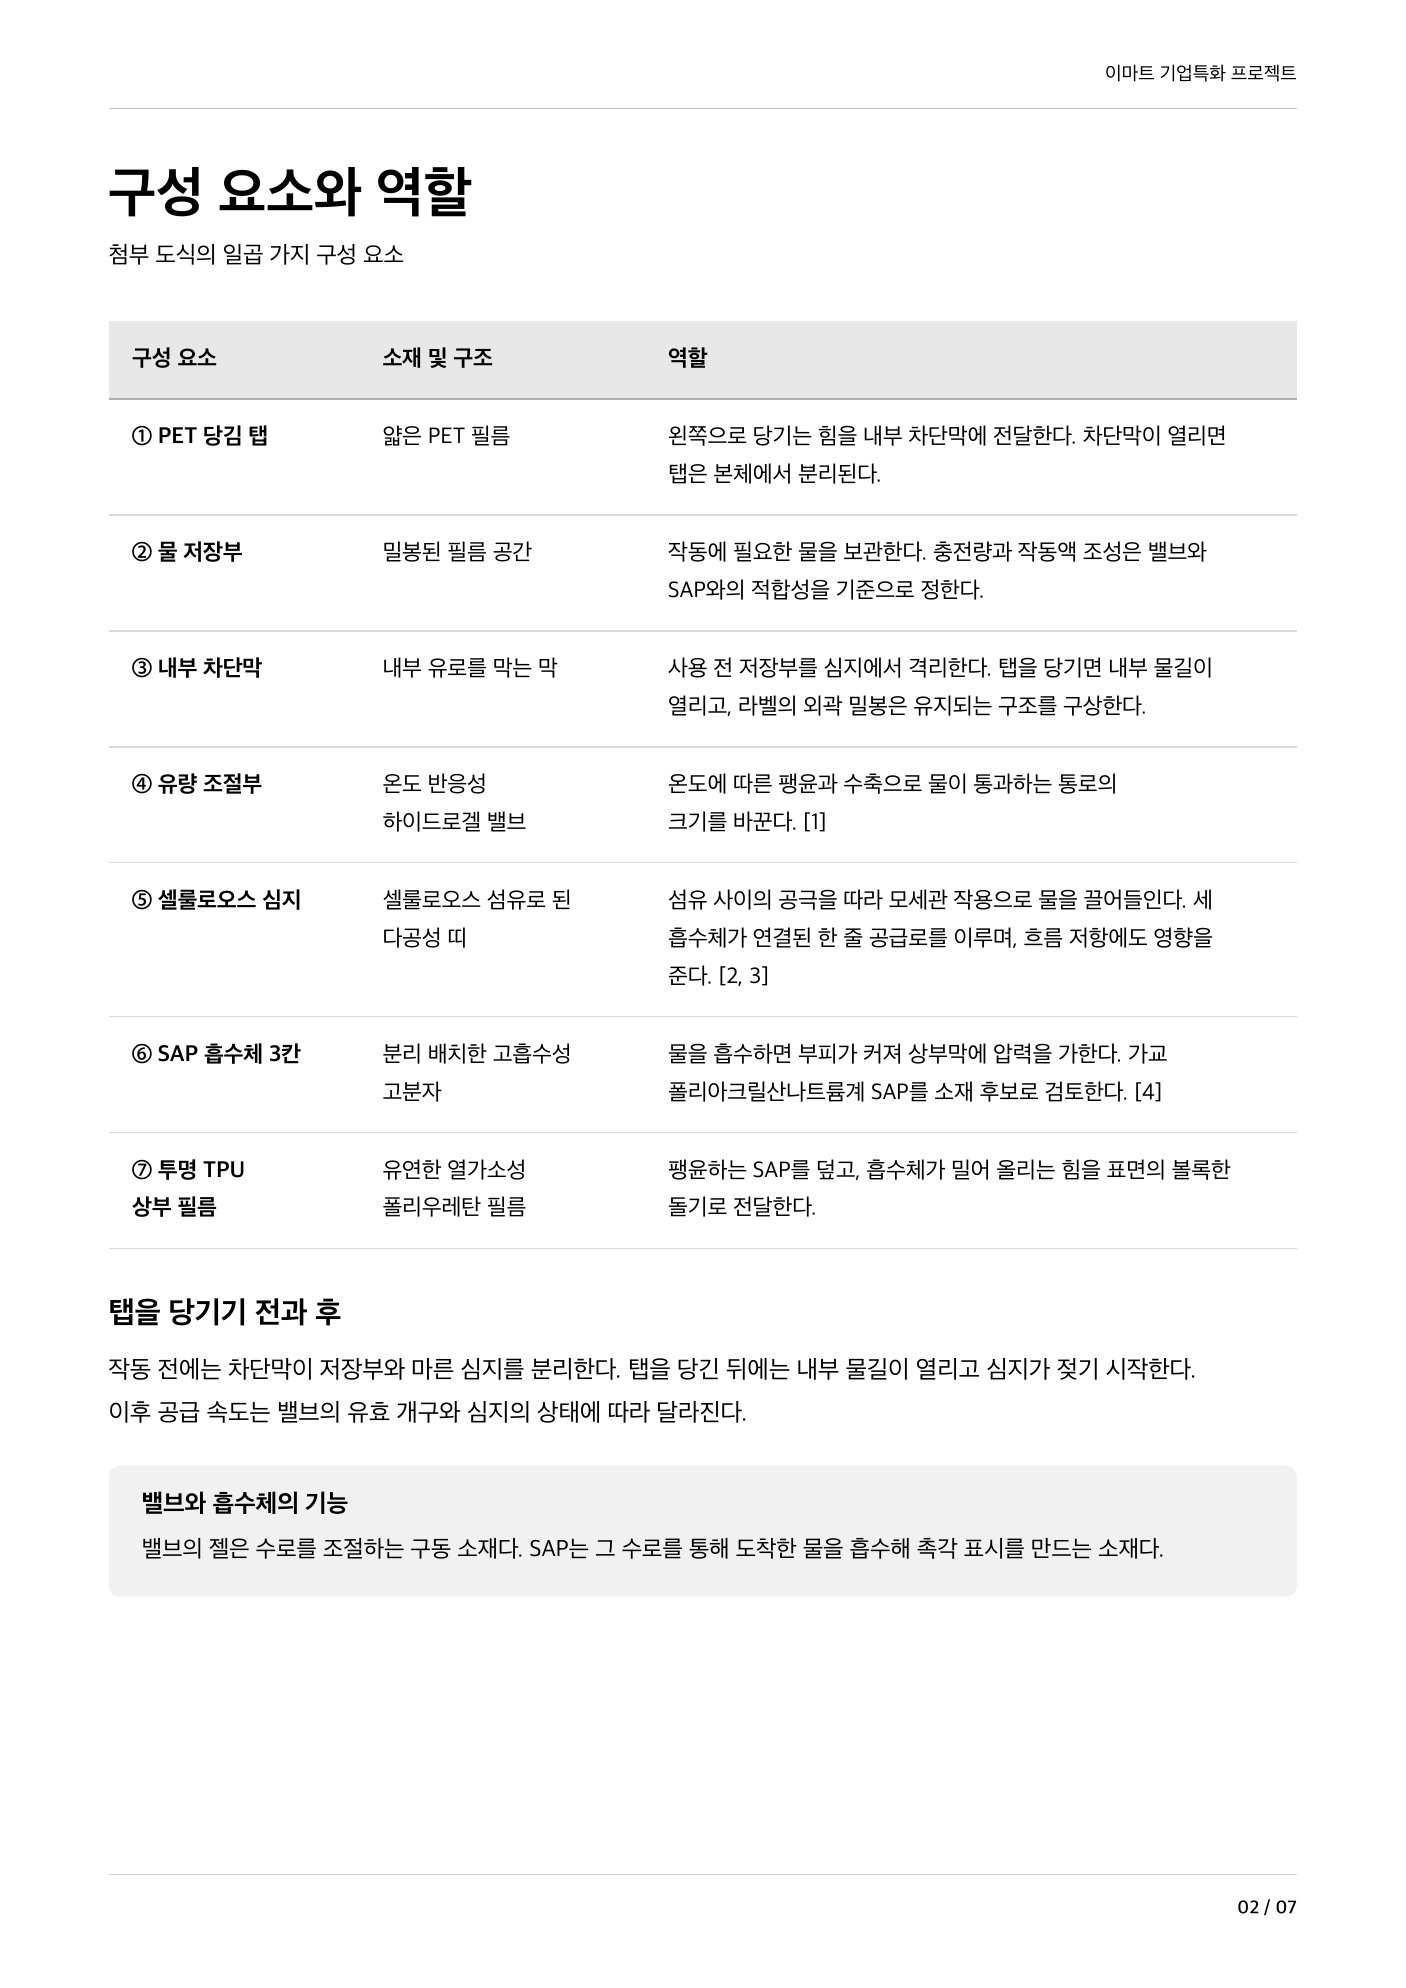 이마트 기업특화 프로젝트
구성 요소와 역할
첨부 도식의 일곱 가지 구성 요소
구성 요소 소재 및 구조 역할
① PET 당김 탭 얇은 PET 필름 왼쪽으로 당기는 힘을 내부 차단막에 전달한다. 차단막이 열리면
탭은 본체에서 분리된다.
② 물 저장부 밀봉된 필름 공간 작동에 필요한 물을 보관한다. 충전량과 작동액 조성은 밸브와
SAP와의 적합성을 기준으로 정한다.
③ 내부 차단막 내부 유로를 막는 막 사용 전 저장부를 심지에서 격리한다. 탭을 당기면 내부 물길이
열리고, 라벨의 외곽 밀봉은 유지되는 구조를 구상한다.
④ 유량 조절부 온도 반응성 온도에 따른 팽윤과 수축으로 물이 통과하는 통로의
하이드로겔 밸브 크기를 바꾼다. [1]
⑤ 셀룰로오스 심지 셀룰로오스 섬유로 된 섬유 사이의 공극을 따라 모세관 작용으로 물을 끌어들인다. 세
다공성 띠 흡수체가 연결된 한 줄 공급로를 이루며, 흐름 저항에도 영향을
준다. [2, 3]
⑥ SAP 흡수체 3칸 분리 배치한 고흡수성 물을 흡수하면 부피가 커져 상부막에 압력을 가한다. 가교
고분자 폴리아크릴산나트륨계 SAP를 소재 후보로 검토한다. [4]
⑦ 투명 TPU 유연한 열가소성 팽윤하는 SAP를 덮고, 흡수체가 밀어 올리는 힘을 표면의 볼록한
상부 필름 폴리우레탄 필름 돌기로 전달한다.
탭을 당기기 전과 후
작동 전에는 차단막이 저장부와 마른 심지를 분리한다. 탭을 당긴 뒤에는 내부 물길이 열리고 심지가 젖기 시작한다.
이후 공급 속도는 밸브의 유효 개구와 심지의 상태에 따라 달라진다.
밸브와 흡수체의 기능
밸브의 젤은 수로를 조절하는 구동 소재다. SAP는 그 수로를 통해 도착한 물을 흡수해 촉각 표시를 만드는 소재다.
02 / 07